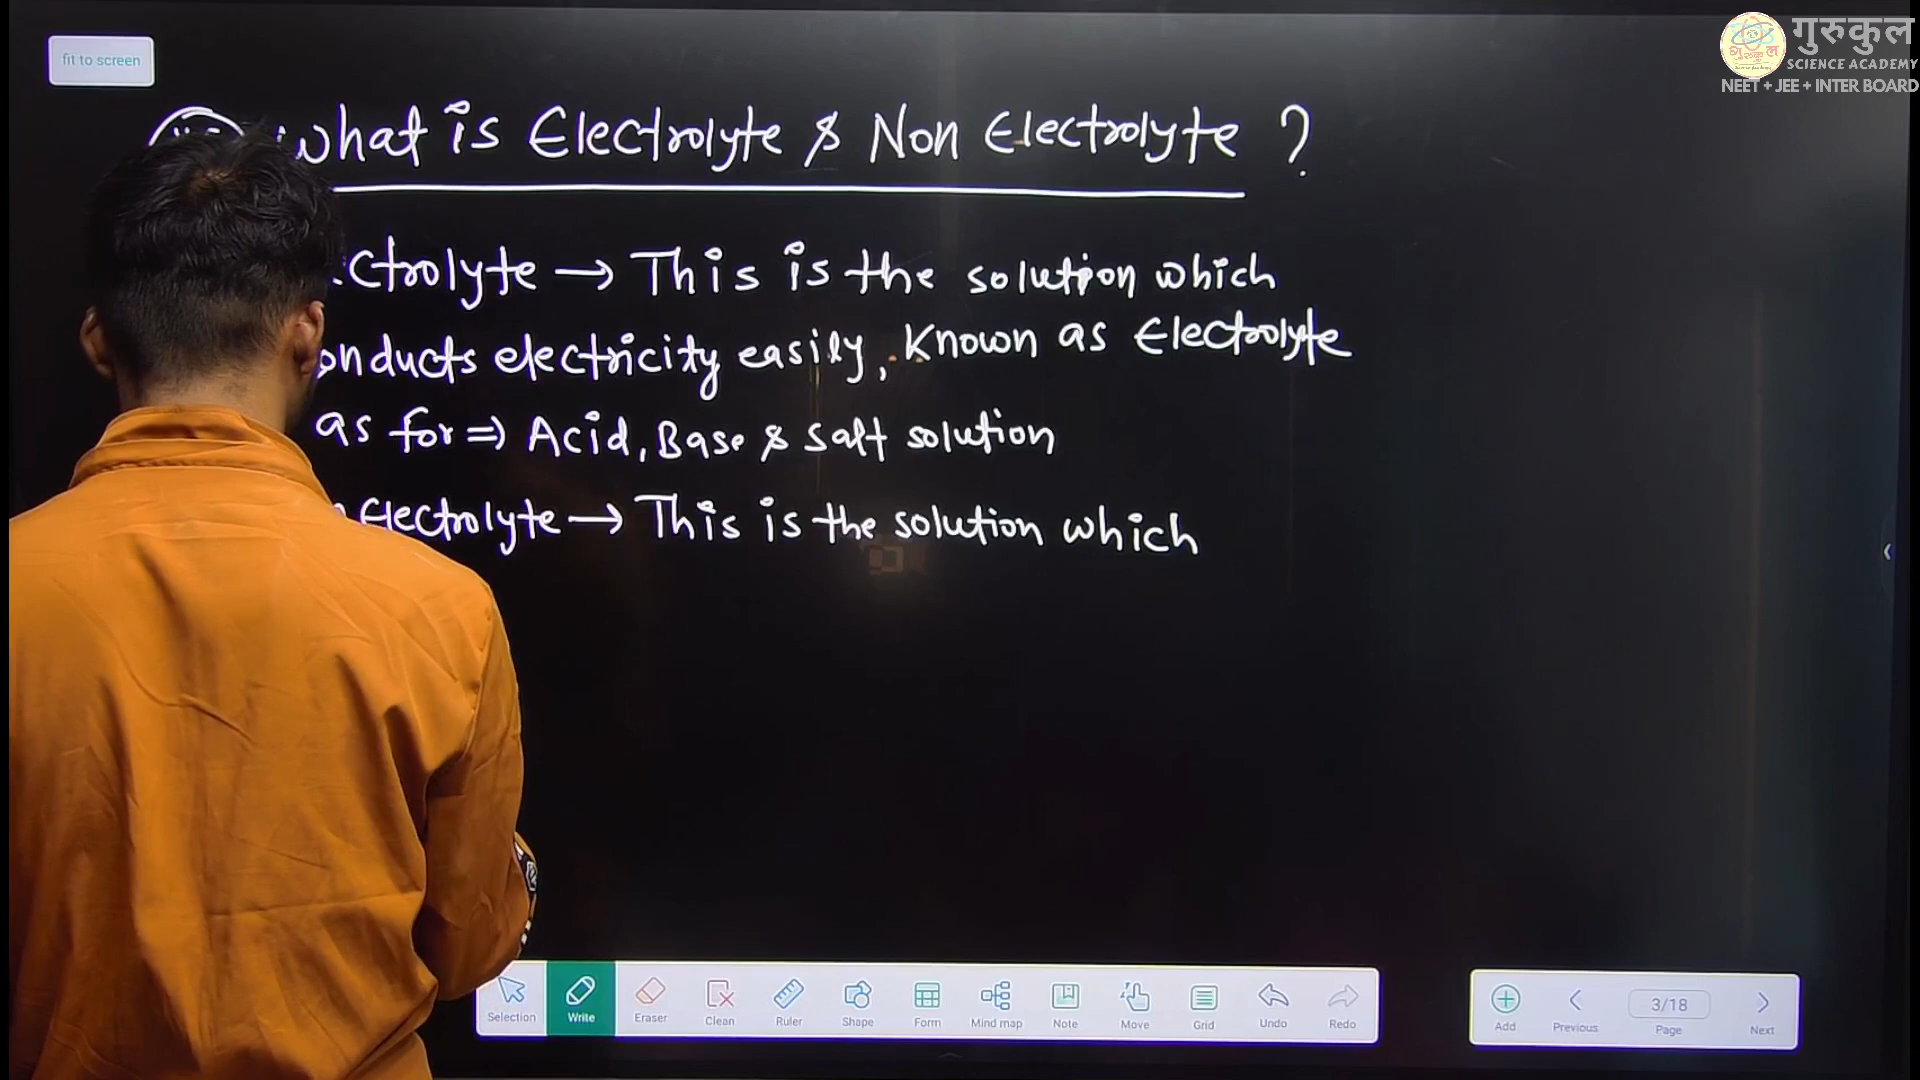 fit to screen
गुरुकुल
SCIENCE ACADEMY
NEET + JEE + INTER BOARD
What is Electrolyte & Non Electrolyte ?
ctrolyte → This is the solution which
onducts electricity easily, Known as Electrolyte
as for ⇒ Acid, Base & Salt solution
Electrolyte → This is the solution which
Selection Write Eraser Clean Ruler Shape Form Mind map Note Move Grid Undo Redo
Add Previous 3/18 Page Next